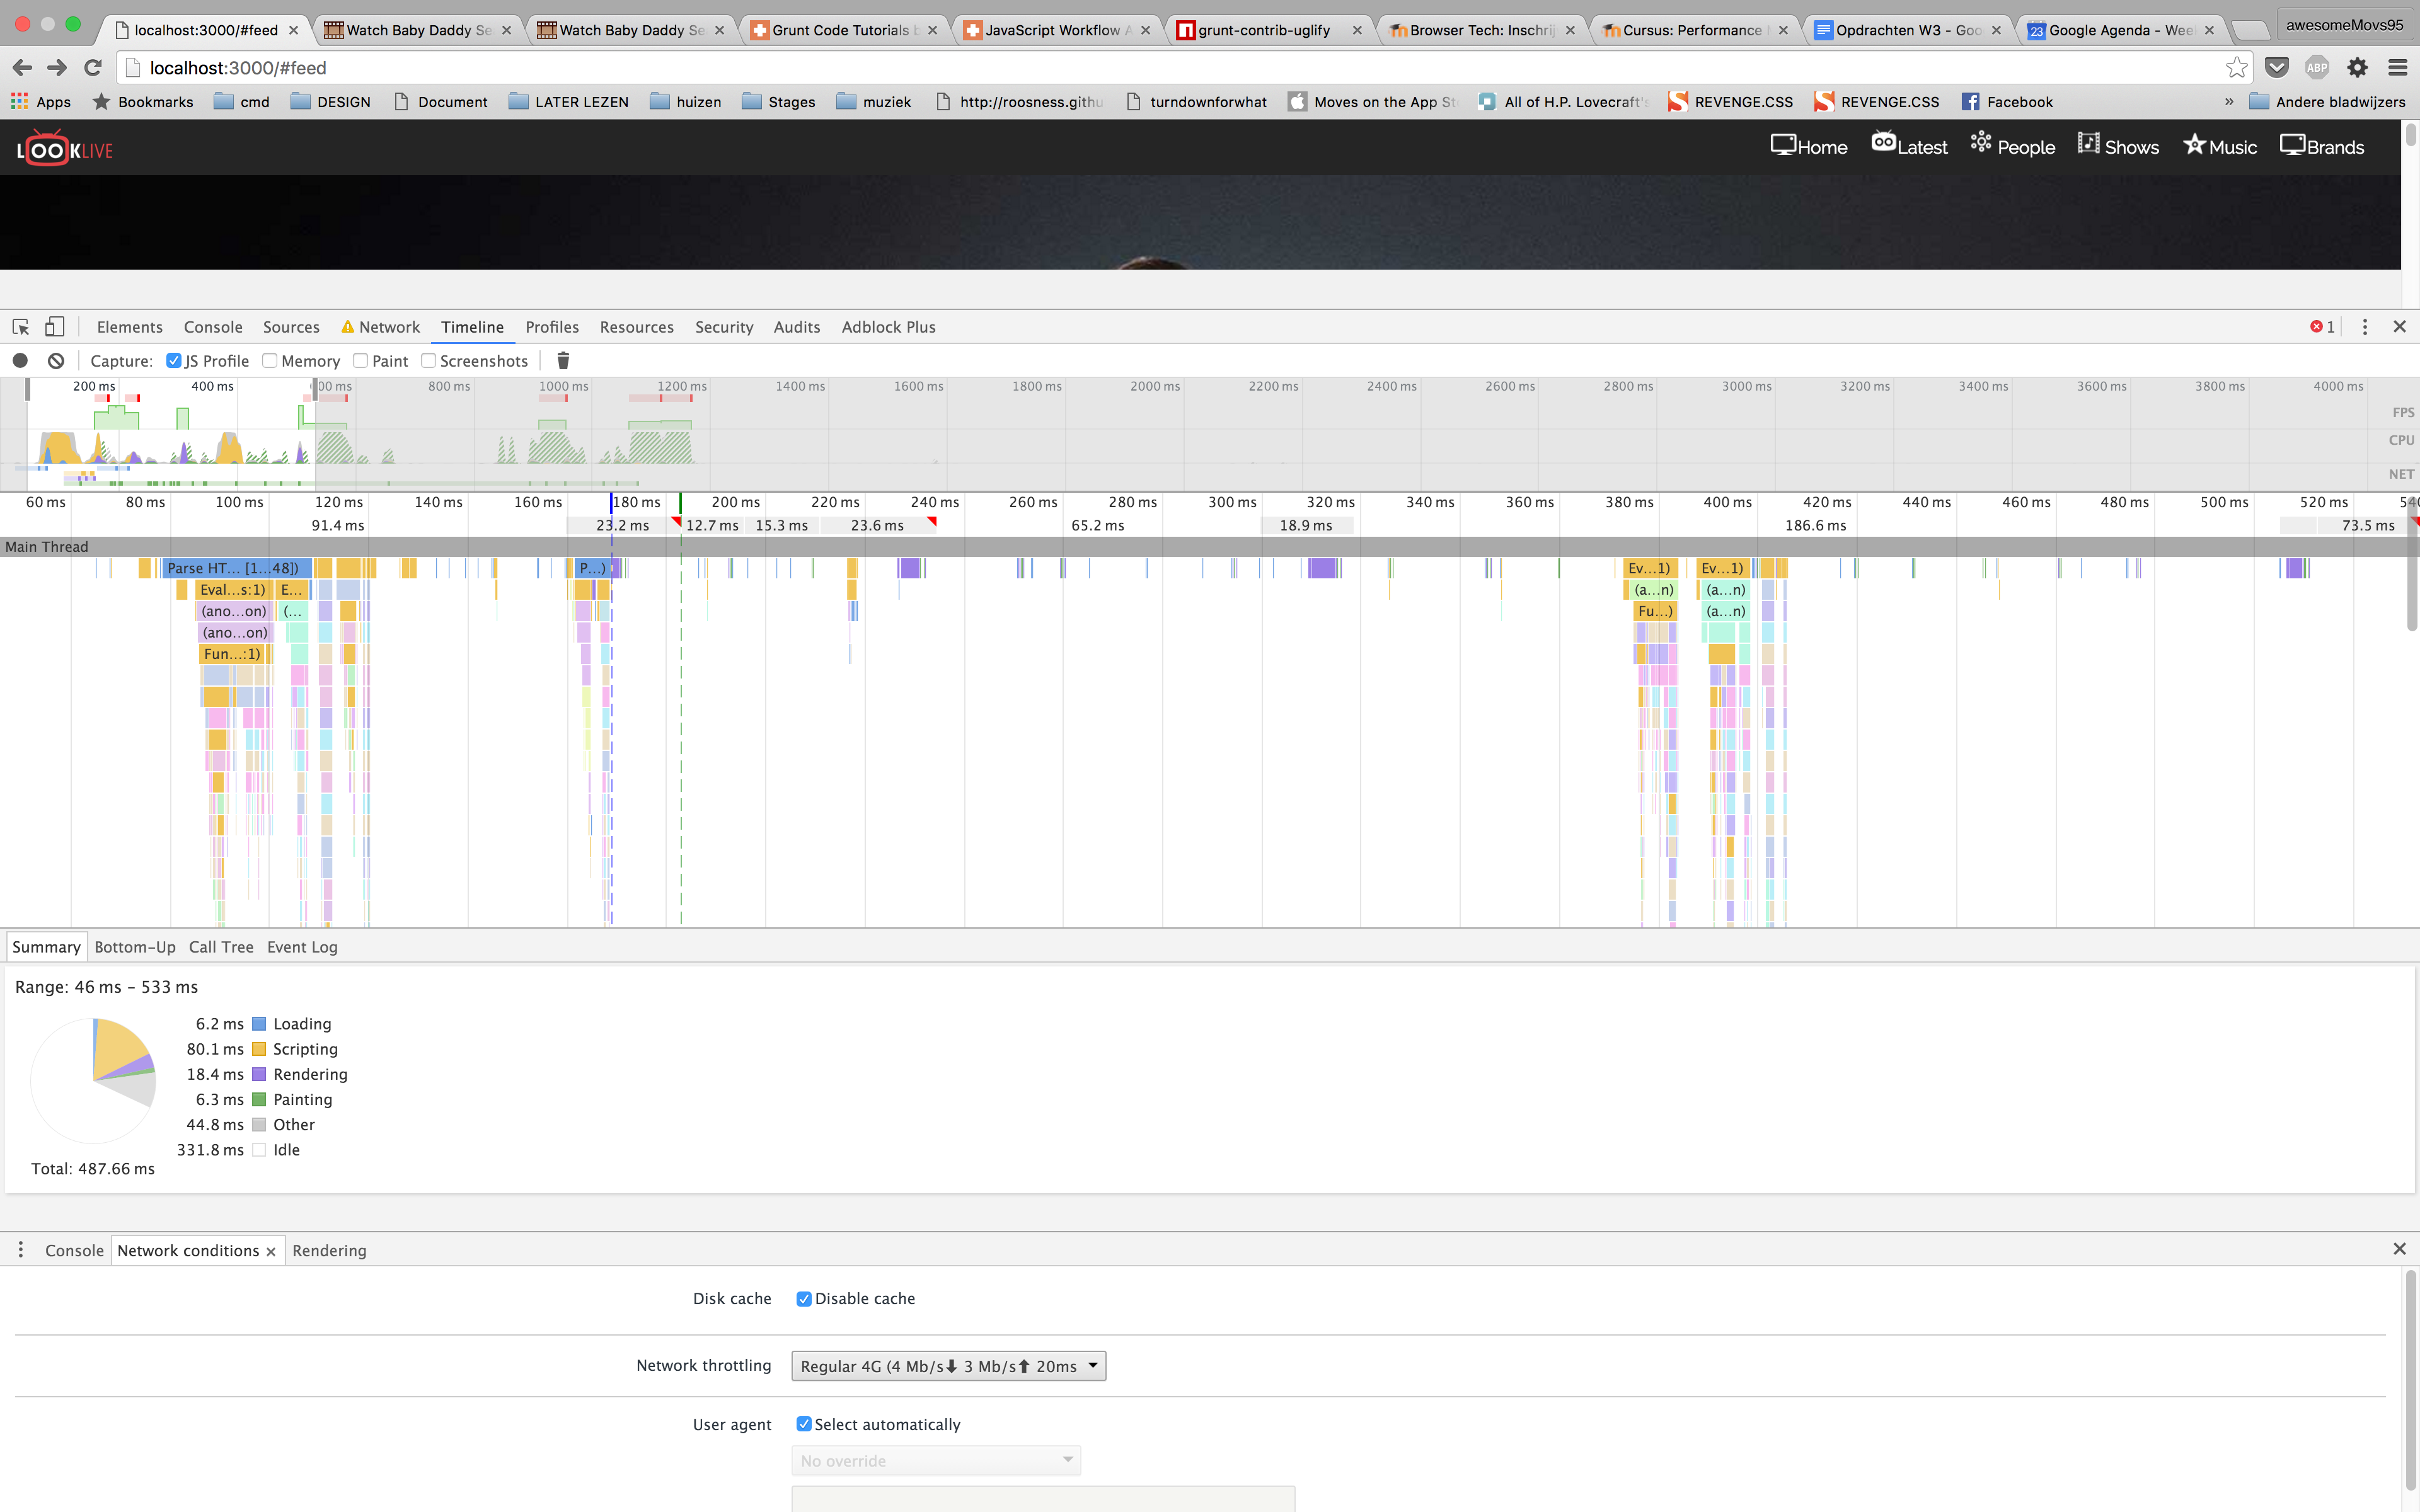 localhost:3000/#feed Watch Baby Daddy Se Watch Baby Daddy Se Grunt Code Tutorials b JavaScript Workflow A grunt-contrib-uglify Browser Tech: Inschrij Cursus: Performance Opdrachten W3 - Goo 23 Google Agenda - Wee awesomeMovs95
localhost:3000/#feed ABP
Apps Bookmarks cmd DESIGN Document LATER LEZEN huizen Stages muziek http://roosness.githu turndownforwhat Moves on the App St All of H.P. Lovecraft's REVENGE.CSS REVENGE.CSS Facebook » Andere bladwijzers
LOOKLIVE Home Latest People Shows Music Brands
Elements Console Sources Network Timeline Profiles Resources Security Audits Adblock Plus 1
Capture: JS Profile Memory Paint Screenshots
200 ms 400 ms 00 ms 800 ms 1000 ms 1200 ms 1400 ms 1600 ms 1800 ms 2000 ms 2200 ms 2400 ms 2600 ms 2800 ms 3000 ms 3200 ms 3400 ms 3600 ms 3800 ms 4000 ms
FPS
CPU
NET
60 ms 80 ms 100 ms 120 ms 140 ms 160 ms 180 ms 200 ms 220 ms 240 ms 260 ms 280 ms 300 ms 320 ms 340 ms 360 ms 380 ms 400 ms 420 ms 440 ms 460 ms 480 ms 500 ms 520 ms
91.4 ms 23.2 ms 12.7 ms 15.3 ms 23.6 ms 65.2 ms 18.9 ms 186.6 ms 73.5 ms
Main Thread
Parse HT... [1...48]) P...) Ev...1) Ev...1)
Eval...s:1) E... (a...n) (a...n)
(ano...on) (... Fu...) (a...n)
(ano...on)
Fun...:1)
Summary Bottom-Up Call Tree Event Log
Range: 46 ms – 533 ms
6.2 ms Loading
80.1 ms Scripting
18.4 ms Rendering
6.3 ms Painting
44.8 ms Other
331.8 ms Idle
Total: 487.66 ms
Console Network conditions Rendering
Disk cache Disable cache
Network throttling Regular 4G (4 Mb/s⬇ 3 Mb/s⬆ 20ms
User agent Select automatically
No override